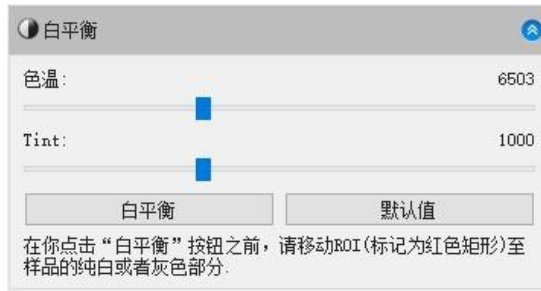 白平衡
色温: 6503
Tint: 1000
白平衡 默认值
在你点击“白平衡”按钮之前，请移动ROI(标记为红色矩形)至
样品的纯白或者灰色部分.